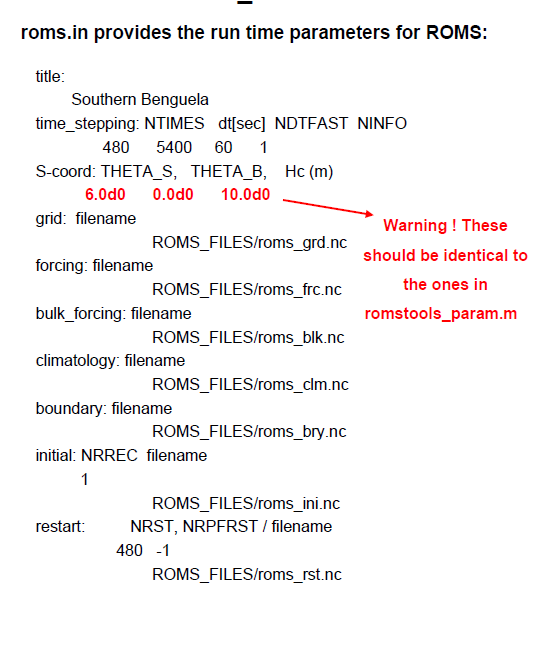 roms.in provides the run time parameters for ROMS:
title:
Southern Benguela
time_stepping: NTIMES dt[sec] NDTFAST NINFO
480 5400 60 1
S-coord: THETA_S, THETA_B, Hc (m)
6.0d0 0.0d0 10.0d0
Warning ! These
should be identical to
the ones in
romstools_param.m
grid: filename
ROMS_FILES/roms_grd.nc
forcing: filename
ROMS_FILES/roms_frc.nc
bulk_forcing: filename
ROMS_FILES/roms_blk.nc
climatology: filename
ROMS_FILES/roms_clm.nc
boundary: filename
ROMS_FILES/roms_bry.nc
initial: NRREC filename
1
ROMS_FILES/roms_ini.nc
restart: NRST, NRPFRST / filename
480 -1
ROMS_FILES/roms_rst.nc